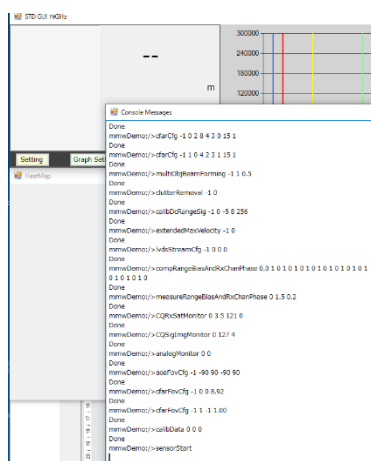 STD GUI 79GHz
--
m
300000
240000
180000
120000
Setting
Graph Set
HeatMap
Console Messages
Done
mmwDemo:/>cfarCfg -1 0 2 8 4 3 0 15 1
Done
mmwDemo:/>cfarCfg -1 1 0 4 2 3 1 15 1
Done
mmwDemo:/>multiObjBeamForming -1 1 0.5
Done
mmwDemo:/>clutterRemoval -1 0
Done
mmwDemo:/>calibDcRangeSig -1 0 -5 8 256
Done
mmwDemo:/>extendedMaxVelocity -1 0
Done
mmwDemo:/>lvdsStreamCfg -1 0 0 0
Done
mmwDemo:/>compRangeBiasAndRxChanPhase 0.0 1 0 1 0 1 0 1 0 1 0 1 0 1 0 1 0 1
0 1 0 1 0 1 0
Done
mmwDemo:/>measureRangeBiasAndRxChanPhase 0 1.5 0.2
Done
mmwDemo:/>CQRxSatMonitor 0 3 5 121 0
Done
mmwDemo:/>CQSigImgMonitor 0 127 4
Done
mmwDemo:/>analogMonitor 0 0
Done
mmwDemo:/>aoaFovCfg -1 -90 90 -90 90
Done
mmwDemo:/>cfarFovCfg -1 0 0 8.92
Done
mmwDemo:/>cfarFovCfg -1 1 -1 1.00
Done
mmwDemo:/>calibData 0 0 0
Done
mmwDemo:/>sensorStart